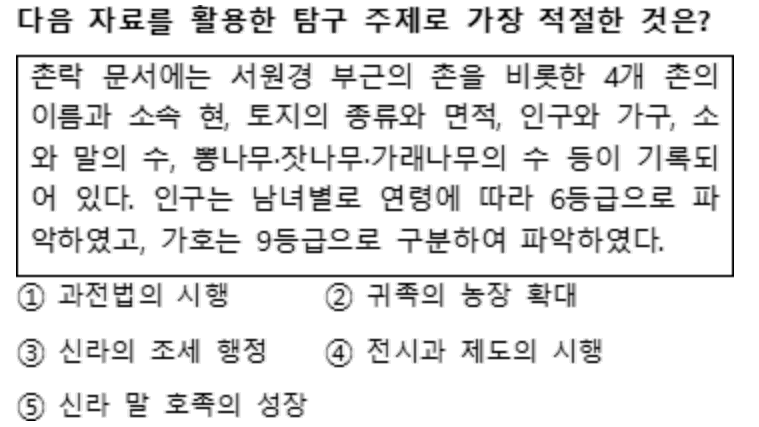 다음 자료를 활용한 탐구 주제로 가장 적절한 것은?
촌락 문서에는 서원경 부근의 촌을 비롯한 4개 촌의
이름과 소속 현, 토지의 종류와 면적, 인구와 가구, 소
와 말의 수, 뽕나무·잣나무·가래나무의 수 등이 기록되
어 있다. 인구는 남녀별로 연령에 따라 6등급으로 파
악하였고, 가호는 9등급으로 구분하여 파악하였다.
① 과전법의 시행 ② 귀족의 농장 확대
③ 신라의 조세 행정 ④ 전시과 제도의 시행
⑤ 신라 말 호족의 성장